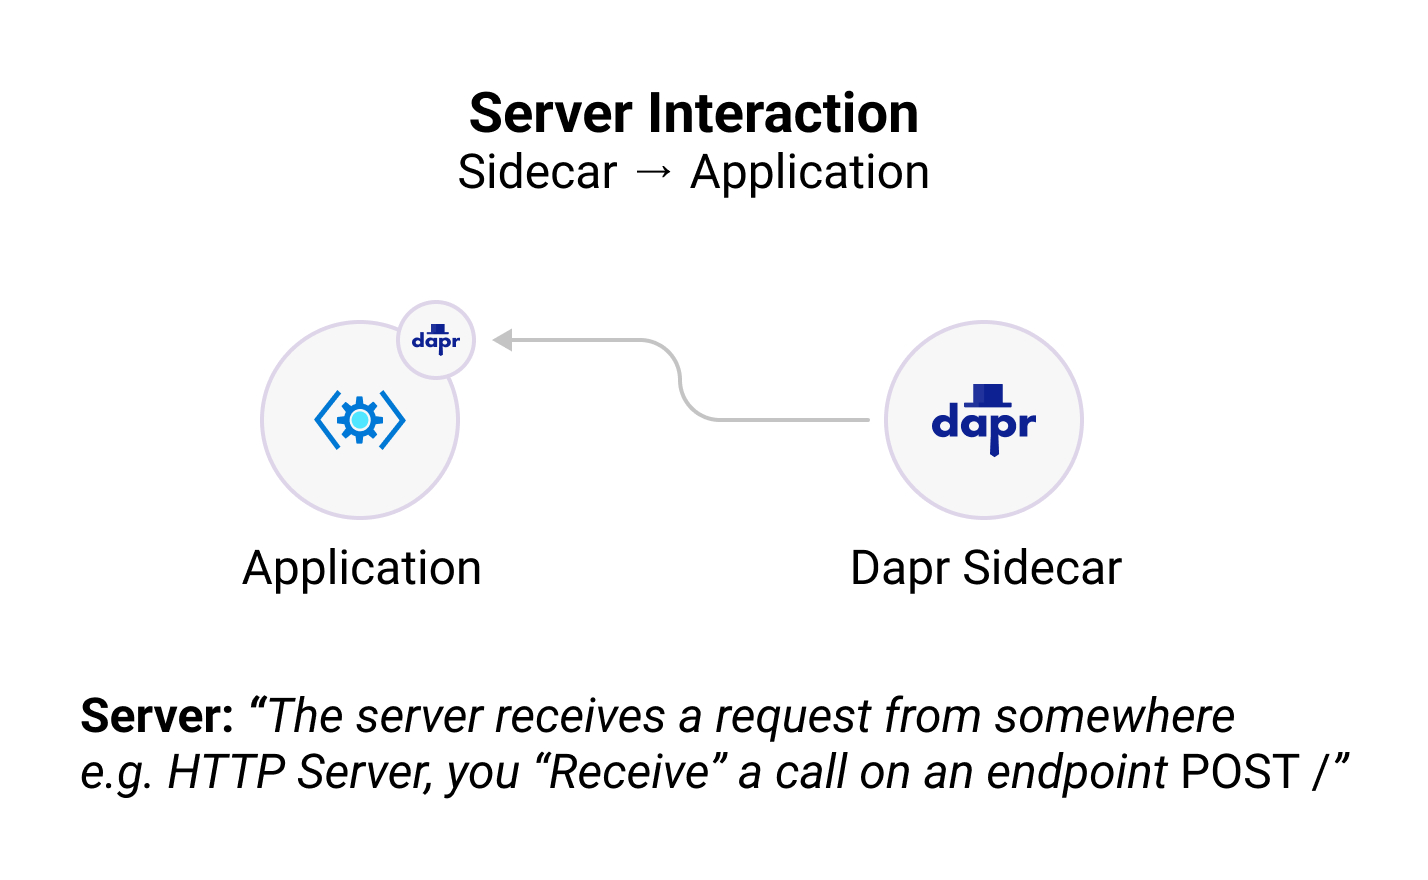 Server Interaction
Sidecar → Application
dapr
dapr
Application
Dapr Sidecar
Server: “The server receives a request from somewhere
e.g. HTTP Server, you “Receive” a call on an endpoint POST /”